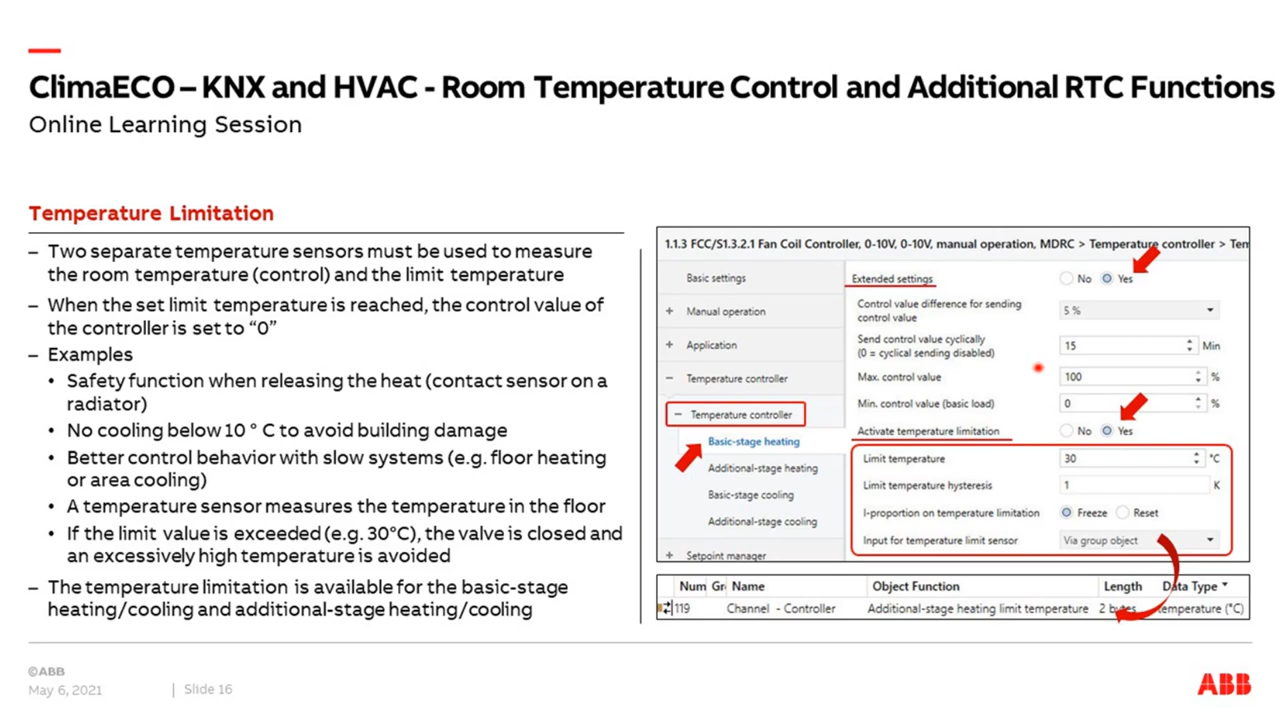 ClimaECO – KNX and HVAC - Room Temperature Control and Additional RTC Functions
Online Learning Session
Temperature Limitation
– Two separate temperature sensors must be used to measure
the room temperature (control) and the limit temperature
– When the set limit temperature is reached, the control value of
the controller is set to “0”
– Examples
• Safety function when releasing the heat (contact sensor on a
radiator)
• No cooling below 10 ° C to avoid building damage
• Better control behavior with slow systems (e.g. floor heating
or area cooling)
• A temperature sensor measures the temperature in the floor
• If the limit value is exceeded (e.g. 30°C), the valve is closed and
an excessively high temperature is avoided
– The temperature limitation is available for the basic-stage
heating/cooling and additional-stage heating/cooling
1.1.3 FCC/S1.3.2.1 Fan Coil Controller, 0-10V, 0-10V, manual operation, MDRC > Temperature controller > Tem
Basic settings
+ Manual operation
+ Application
– Temperature controller
– Temperature controller
Basic-stage heating
Additional-stage heating
Basic-stage cooling
Additional-stage cooling
+ Setpoint manager
Extended settings No Yes
Control value difference for sending
control value 5 %
Send control value cyclically
(0 = cyclical sending disabled) 15 Min
Max. control value 100 %
Min. control value (basic load) 0 %
Activate temperature limitation No Yes
Limit temperature 30 °C
Limit temperature hysteresis 1 K
I-proportion on temperature limitation Freeze Reset
Input for temperature limit sensor Via group object
Num Gr Name Object Function Length Data Type
119 Channel - Controller Additional-stage heating limit temperature 2 bytes temperature (°C)
©ABB
May 6, 2021 | Slide 16
ABB